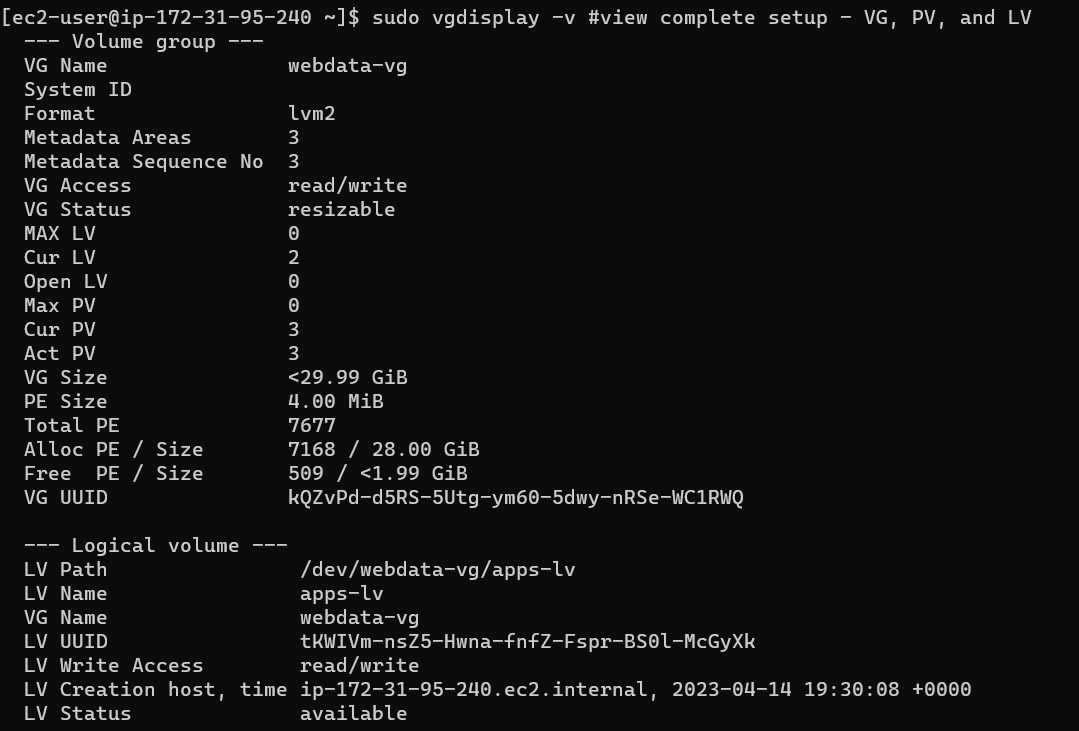 [ec2-user@ip-172-31-95-240 ~]$ sudo vgdisplay -v #view complete setup - VG, PV, and LV
--- Volume group ---
VG Name               webdata-vg
System ID
Format                lvm2
Metadata Areas        3
Metadata Sequence No  3
VG Access             read/write
VG Status             resizable
MAX LV                0
Cur LV                2
Open LV               0
Max PV                0
Cur PV                3
Act PV                3
VG Size               <29.99 GiB
PE Size               4.00 MiB
Total PE              7677
Alloc PE / Size       7168 / 28.00 GiB
Free  PE / Size       509 / <1.99 GiB
VG UUID               kQZvPd-d5RS-5Utg-ym60-5dwy-nRSe-WC1RWQ
--- Logical volume ---
LV Path                /dev/webdata-vg/apps-lv
LV Name                apps-lv
VG Name                webdata-vg
LV UUID                tKWIVm-nsZ5-Hwna-fnfZ-Fspr-BS0l-McGyXk
LV Write Access        read/write
LV Creation host, time ip-172-31-95-240.ec2.internal, 2023-04-14 19:30:08 +0000
LV Status              available